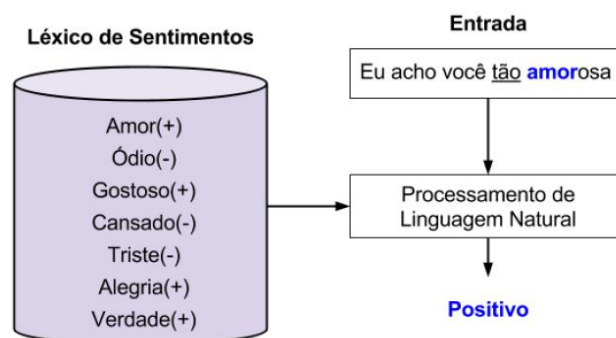 Léxico de Sentimentos
Amor(+)
Ódio(-)
Gostoso(+)
Cansado(-)
Triste(-)
Alegria(+)
Verdade(+)
Entrada
Eu acho você tão amorosa
Processamento de
Linguagem Natural
Positivo